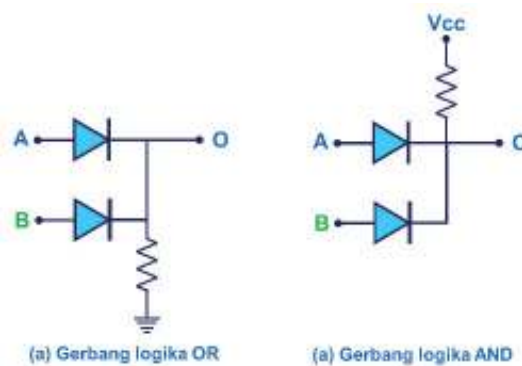 Vcc
A
O
A
O
B
B
(a) Gerbang logika OR
(a) Gerbang logika AND